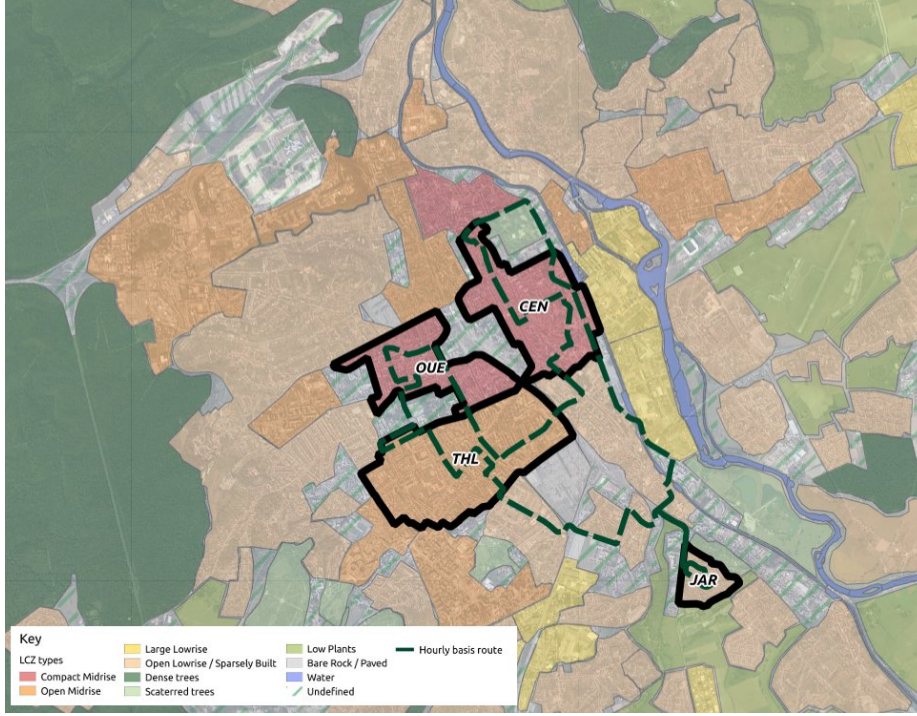 CEN
OUE
THL
JAR
Key
LCZ types
Compact Midrise
Open Midrise
Large Lowrise
Open Lowrise / Sparsely Built
Dense trees
Scaterred trees
Low Plants
Bare Rock / Paved
Water
Undefined
Hourly basis route